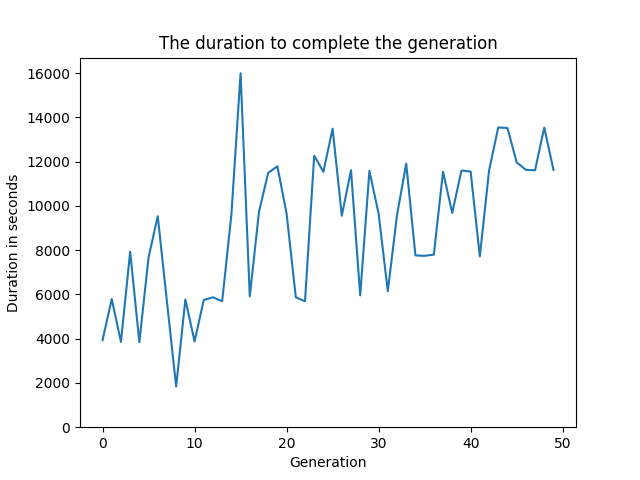 The duration to complete the generation
16000
14000
12000
10000
8000
6000
4000
2000
0
Duration in seconds
0 10 20 30 40 50
Generation